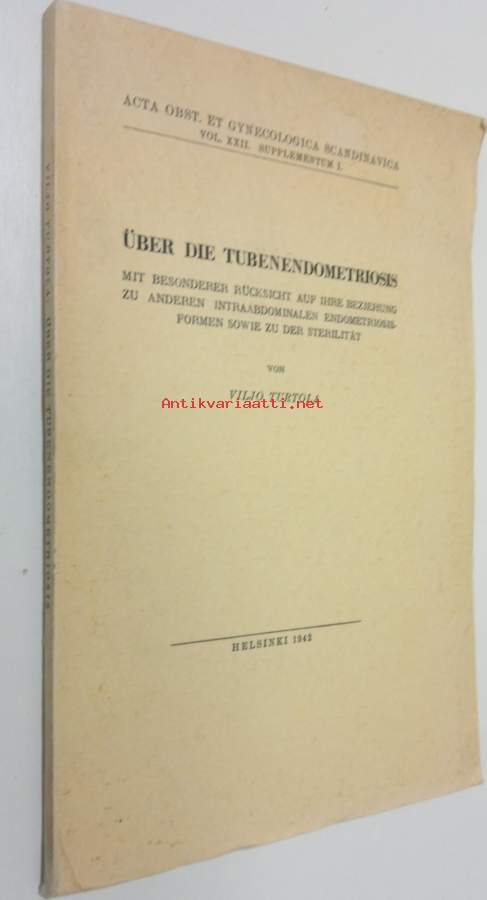 ACTA OBST. ET GYNECOLOGICA SCANDINAVICA
VOL. XXII. SUPPLEMENTUM 1.
ÜBER DIE TUBENENDOMETRIOSIS
MIT BESONDERER RÜCKSICHT AUF IHRE BEZIEHUNG
ZU ANDEREN INTRAABDOMINALEN ENDOMETRIOSIS-
FORMEN SOWIE ZU DER STERILITÄT
VON
VILJO TURTOLA
Antikvariaatti.net
HELSINKI 1942
VILJO TURTOLA: ÜBER DIE TUBENENDOMETRIOSIS